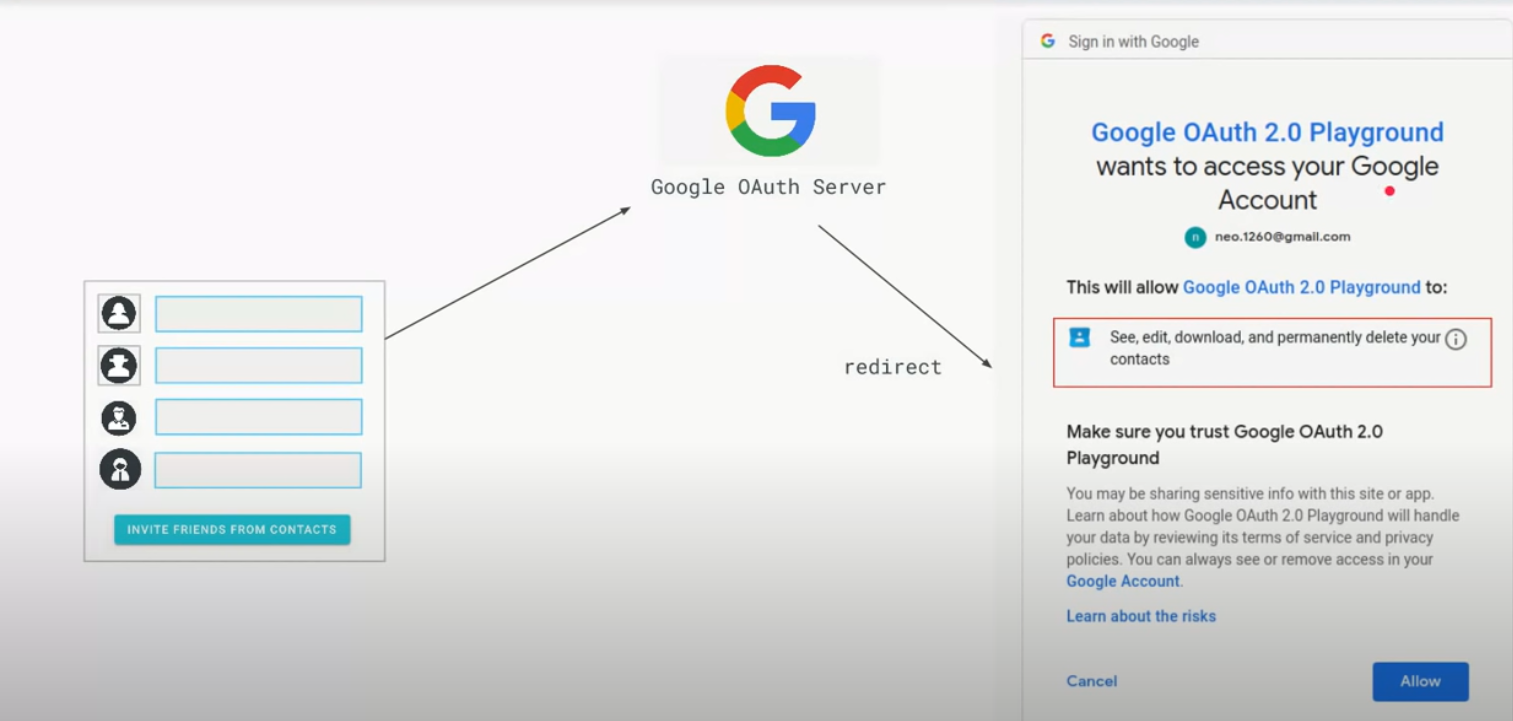 Sign in with Google
Google OAuth Server
Google OAuth 2.0 Playground
wants to access your Google
Account
n
neo.1260@gmail.com
This will allow Google OAuth 2.0 Playground to:
See, edit, download, and permanently delete your
contacts
redirect
Make sure you trust Google OAuth 2.0
Playground
You may be sharing sensitive info with this site or app.
Learn about how Google OAuth 2.0 Playground will handle
your data by reviewing its terms of service and privacy
policies. You can always see or remove access in your
Google Account.
Learn about the risks
Cancel
Allow
INVITE FRIENDS FROM CONTACTS